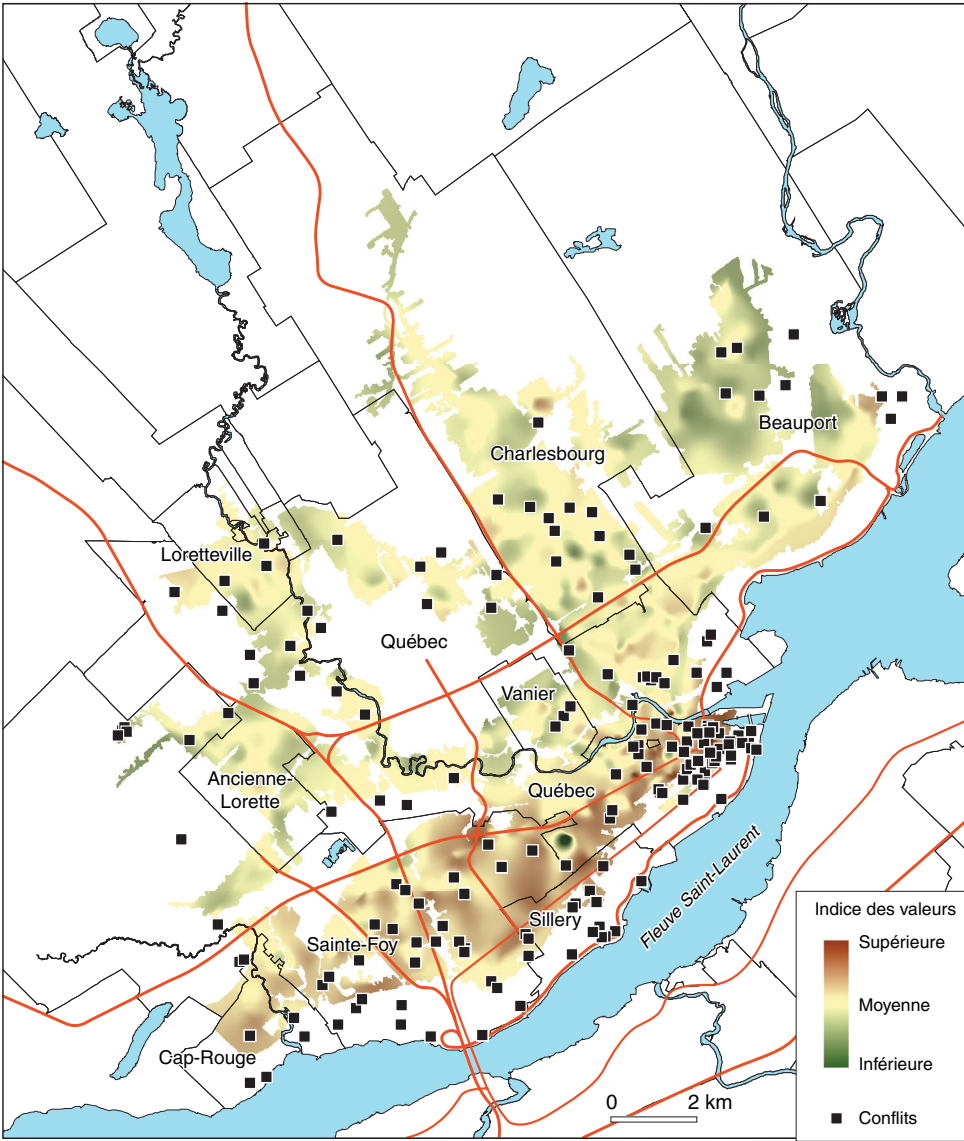 Beauport
Charlesbourg
Loretteville
Québec
Vanier
Ancienne-
Lorette
Québec
Fleuve Saint-Laurent
Sillery
Sainte-Foy
Cap-Rouge
Indice des valeurs
Supérieure
Moyenne
Inférieure
Conflits
0 2 km